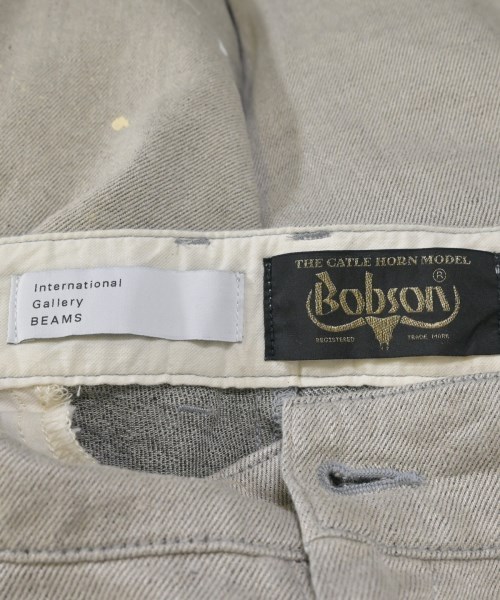 International
Gallery
BEAMS
THE CATLE HORN MODEL
Bobson ®
REGISTERED TRADE MARK